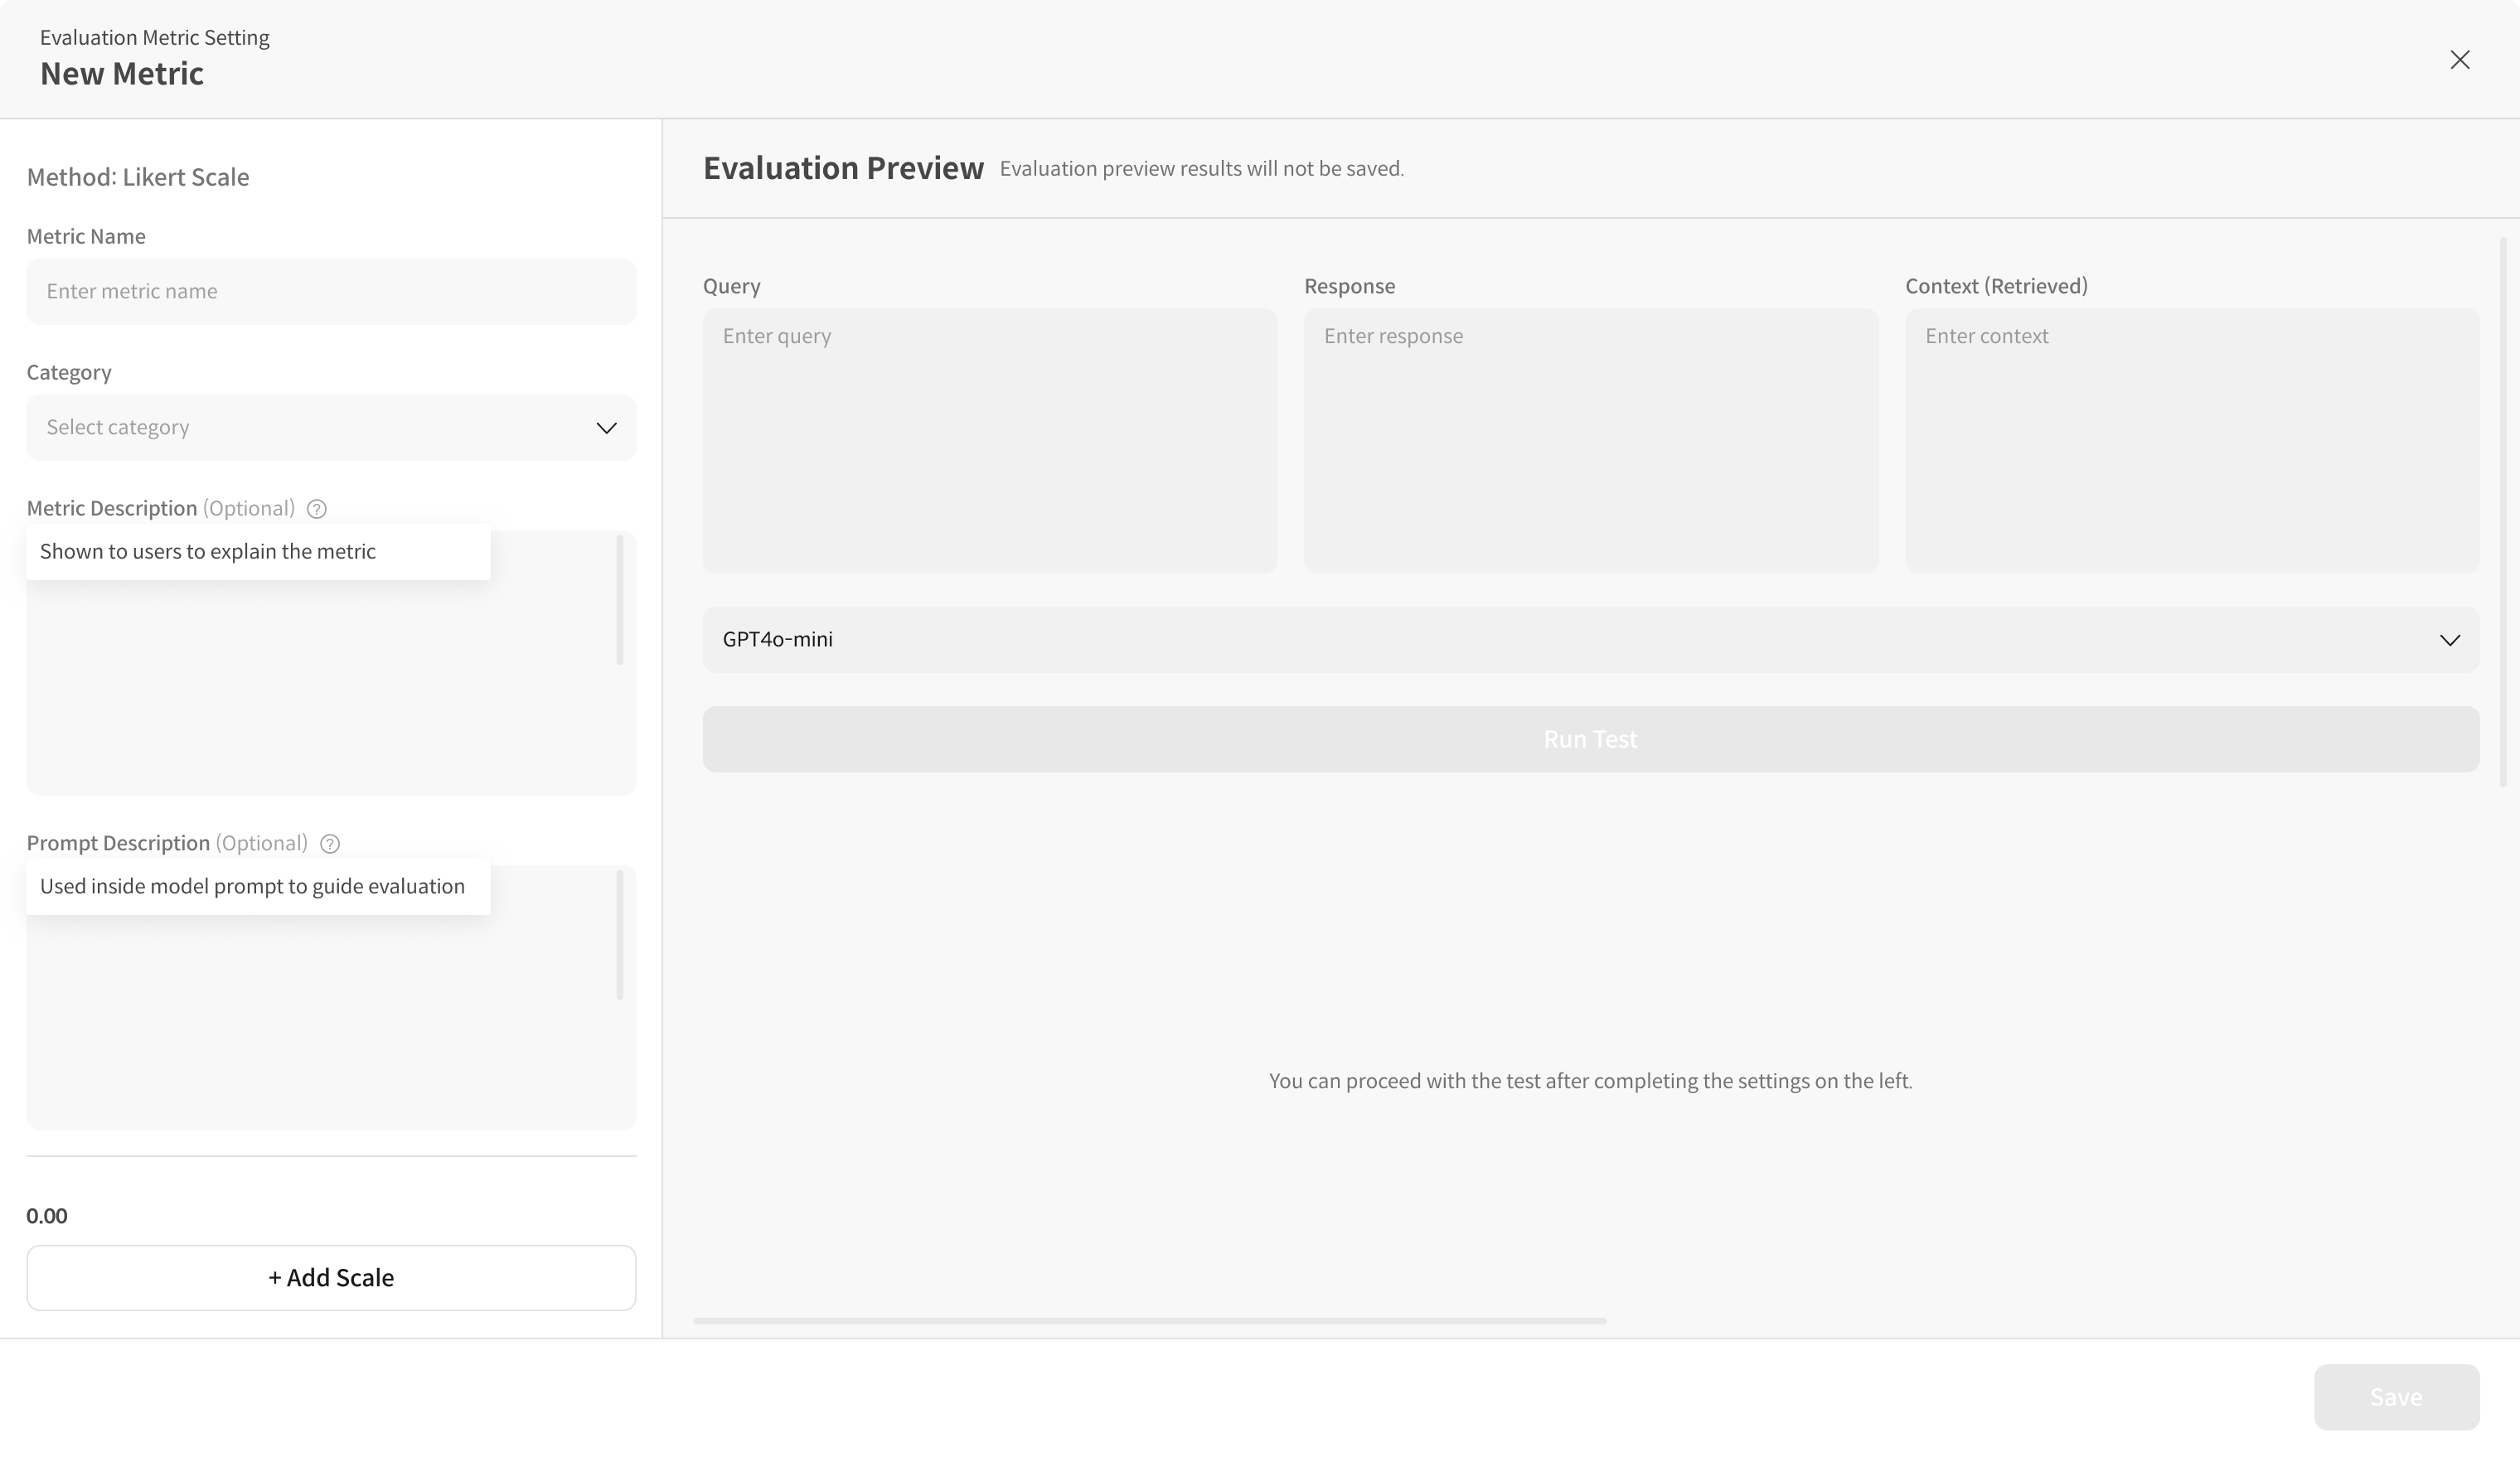 Evaluation Metric Setting
New Metric
Method: Likert Scale
Metric Name
Enter metric name
Category
Select category
Metric Description (Optional) ?
Shown to users to explain the metric
Prompt Description (Optional) ?
Used inside model prompt to guide evaluation
0.00
+ Add Scale
Evaluation Preview Evaluation preview results will not be saved.
Query
Enter query
Response
Enter response
Context (Retrieved)
Enter context
GPT4o-mini
Run Test
You can proceed with the test after completing the settings on the left.
Save